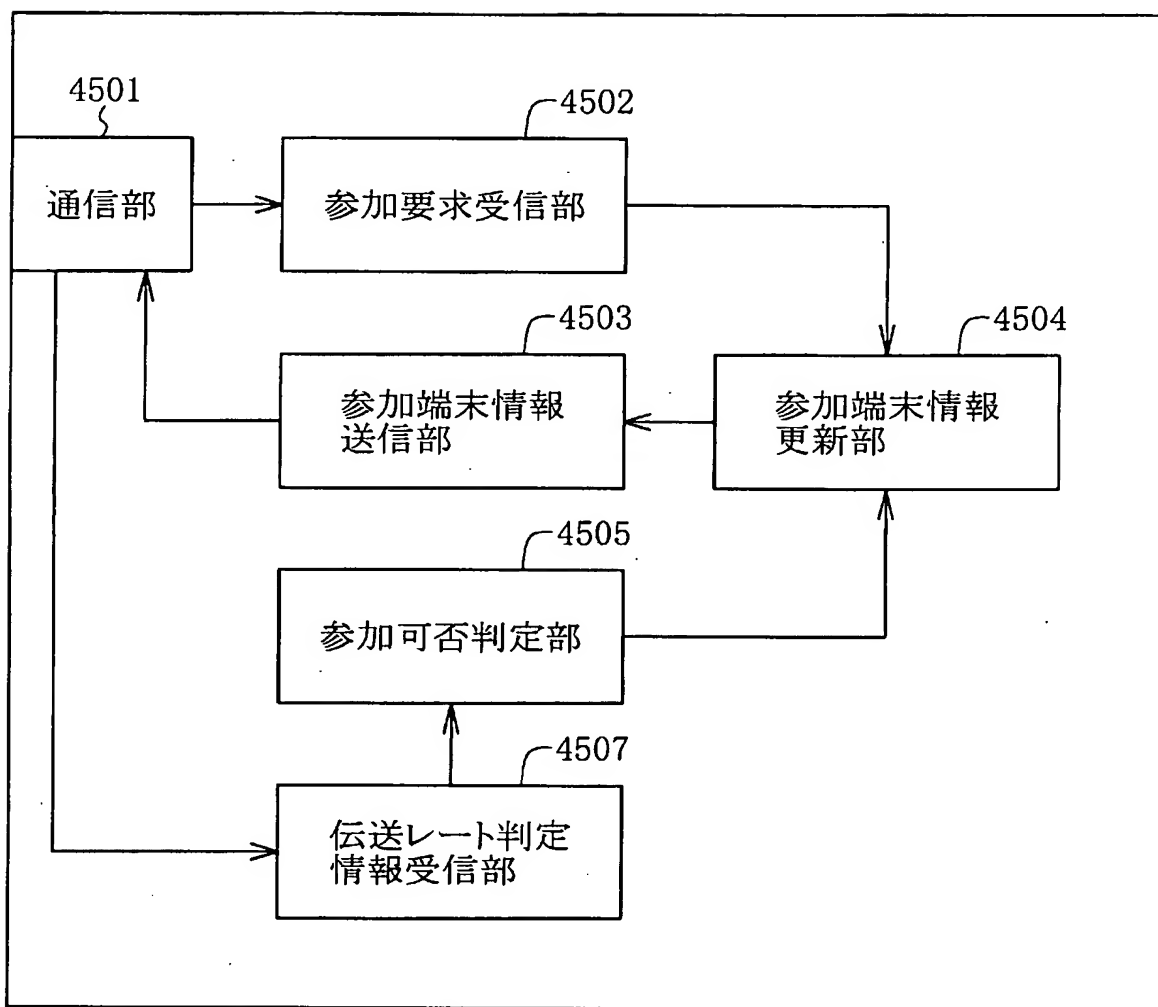 4501
通信部
4502
参加要求受信部
4503
参加端末情報
送信部
4504
参加端末情報
更新部
4505
参加可否判定部
4507
伝送レート判定
情報受信部